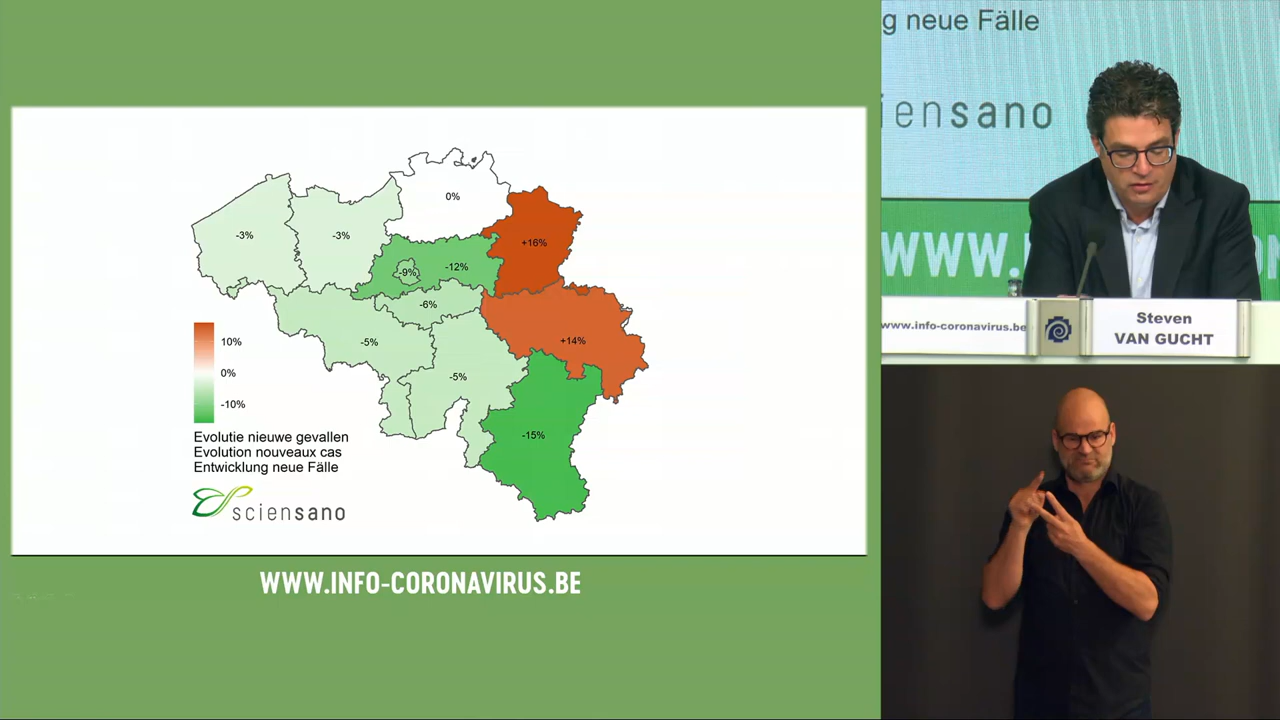 0%
-3%
-3%
+16%
-9%
-12%
-6%
-5%
+14%
-5%
-15%
10%
0%
-10%
Evolutie nieuwe gevallen
Evolution nouveaux cas
Entwicklung neue Fälle
sciensano
WWW.INFO-CORONAVIRUS.BE
g neue Fälle
iensano
WWW.
www.info-coronavirus.be
Steven
VAN GUCHT